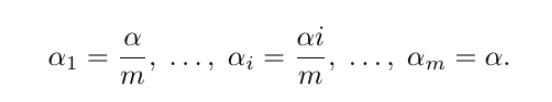 α₁ = α/m, …, αᵢ = αi/m, …, αₘ = α.